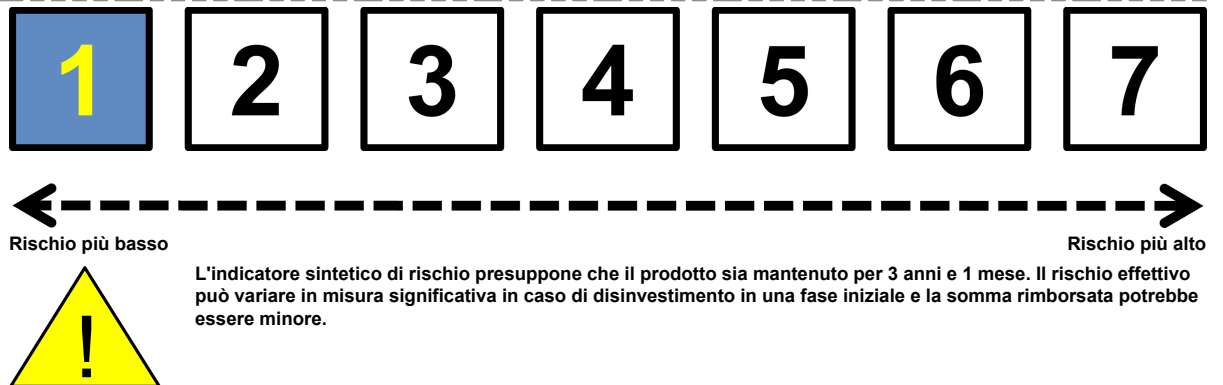 1 2 3 4 5 6 7
Rischio più basso Rischio più alto
L'indicatore sintetico di rischio presuppone che il prodotto sia mantenuto per 3 anni e 1 mese. Il rischio effettivo
può variare in misura significativa in caso di disinvestimento in una fase iniziale e la somma rimborsata potrebbe
essere minore.
!